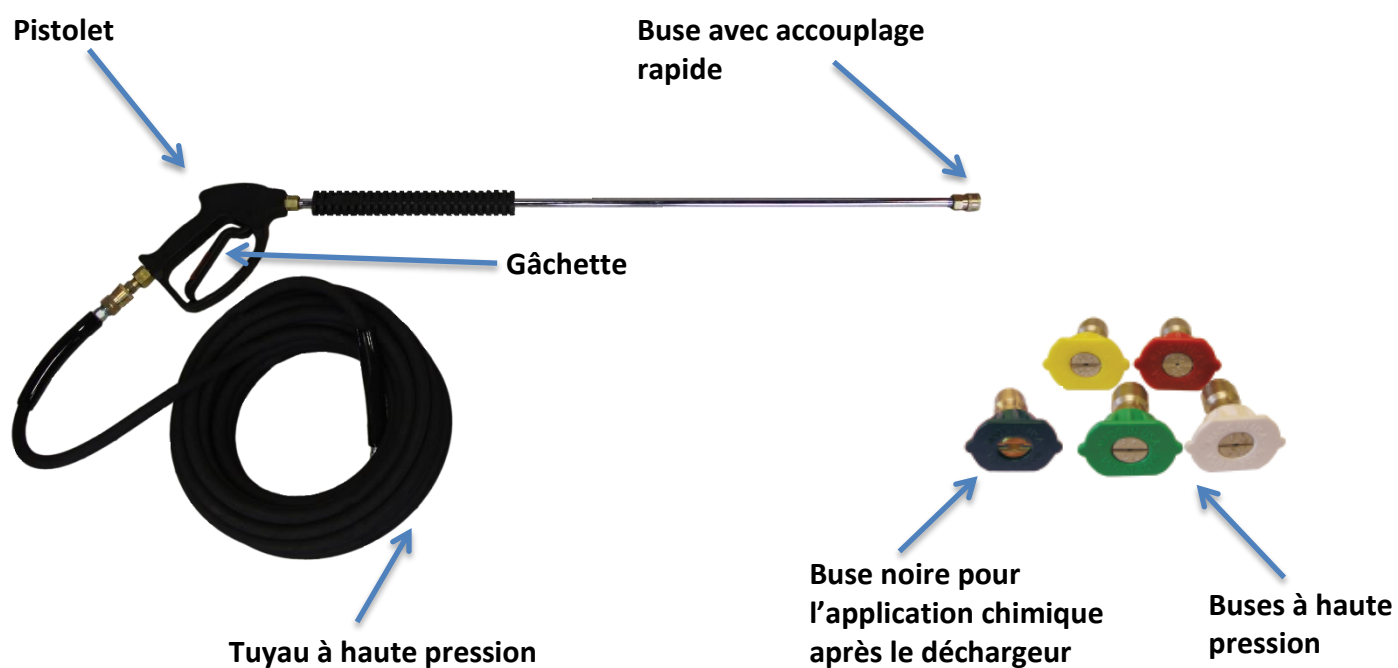 Pistolet
Buse avec accouplage
rapide
Gâchette
Tuyau à haute pression
Buse noire pour
l’application chimique
après le déchargeur
Buses à haute
pression